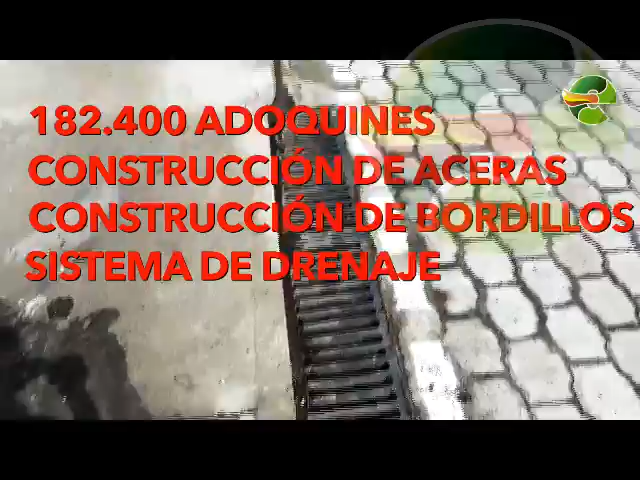 182.400 ADOQUINES
CONSTRUCCIÓN DE ACERAS
CONSTRUCCIÓN DE BORDILLOS
SISTEMA DE DRENAJE